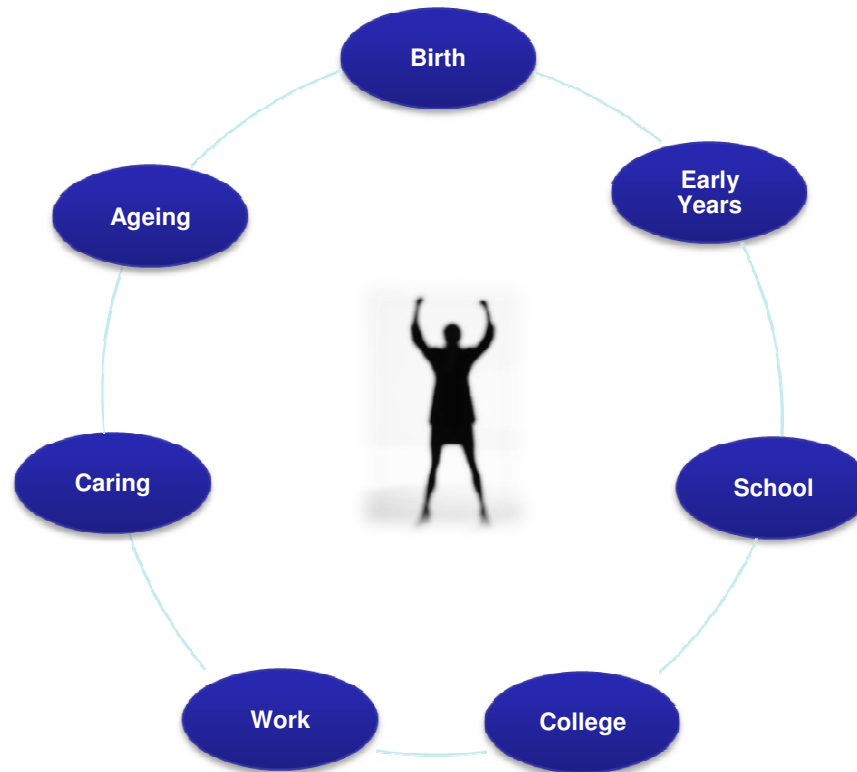 Birth
Early
Years
School
College
Work
Caring
Ageing